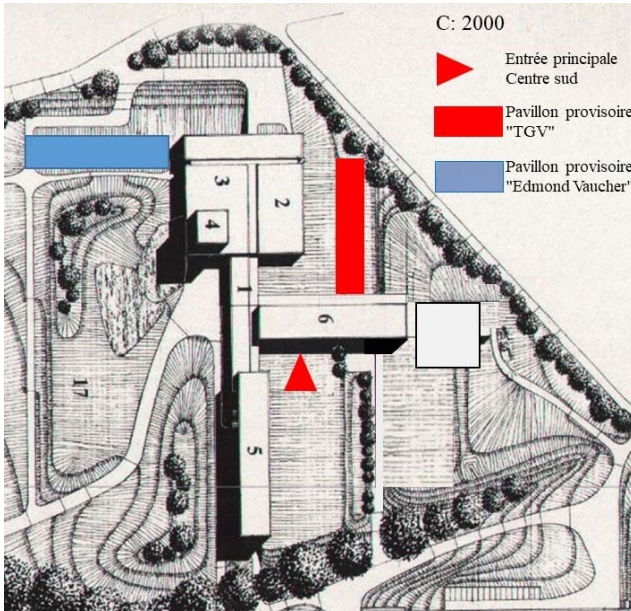 C: 2000
Entrée principale
Centre sud
Pavillon provisoire
"TGV"
Pavillon provisoire
"Edmond Vaucher"
3
2
4
1
6
17
5